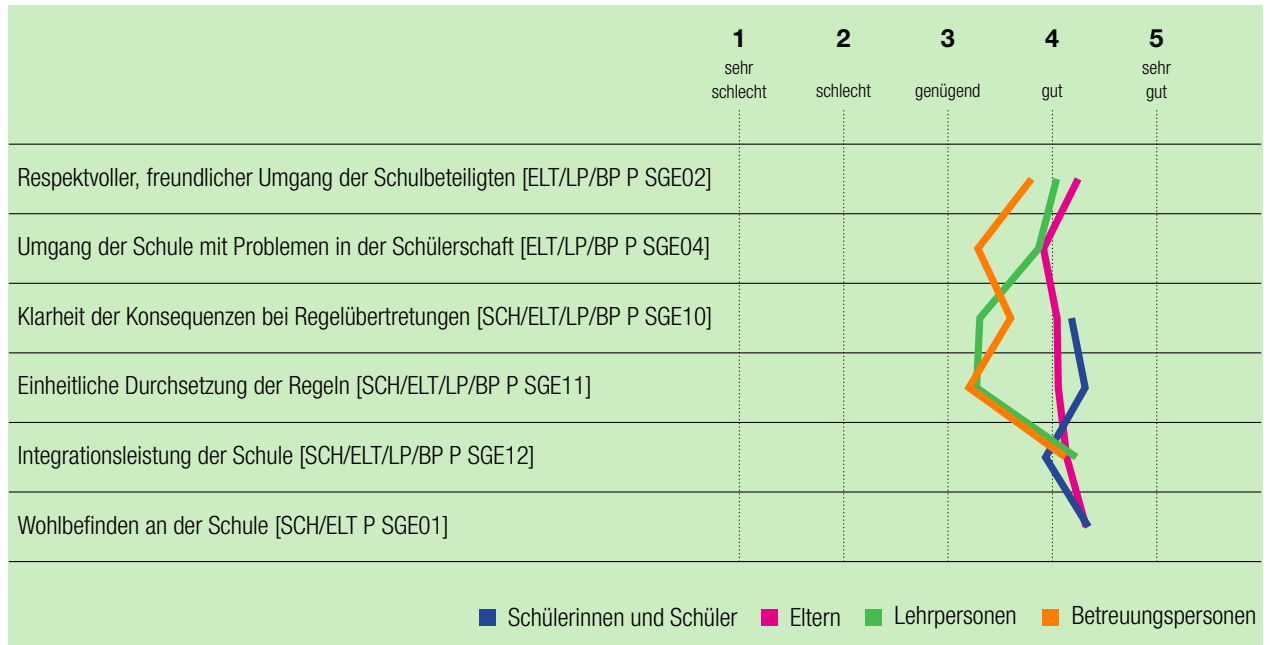 1 2 3 4 5
sehr schlecht schlecht genügend gut sehr gut
Respektvoller, freundlicher Umgang der Schulbeteiligten [ELT/LP/BP P SGE02]
Umgang der Schule mit Problemen in der Schülerschaft [ELT/LP/BP P SGE04]
Klarheit der Konsequenzen bei Regelübertretungen [SCH/ELT/LP/BP P SGE10]
Einheitliche Durchsetzung der Regeln [SCH/ELT/LP/BP P SGE11]
Integrationsleistung der Schule [SCH/ELT/LP/BP P SGE12]
Wohlbefinden an der Schule [SCH/ELT P SGE01]
Schülerinnen und Schüler Eltern Lehrpersonen Betreuungspersonen